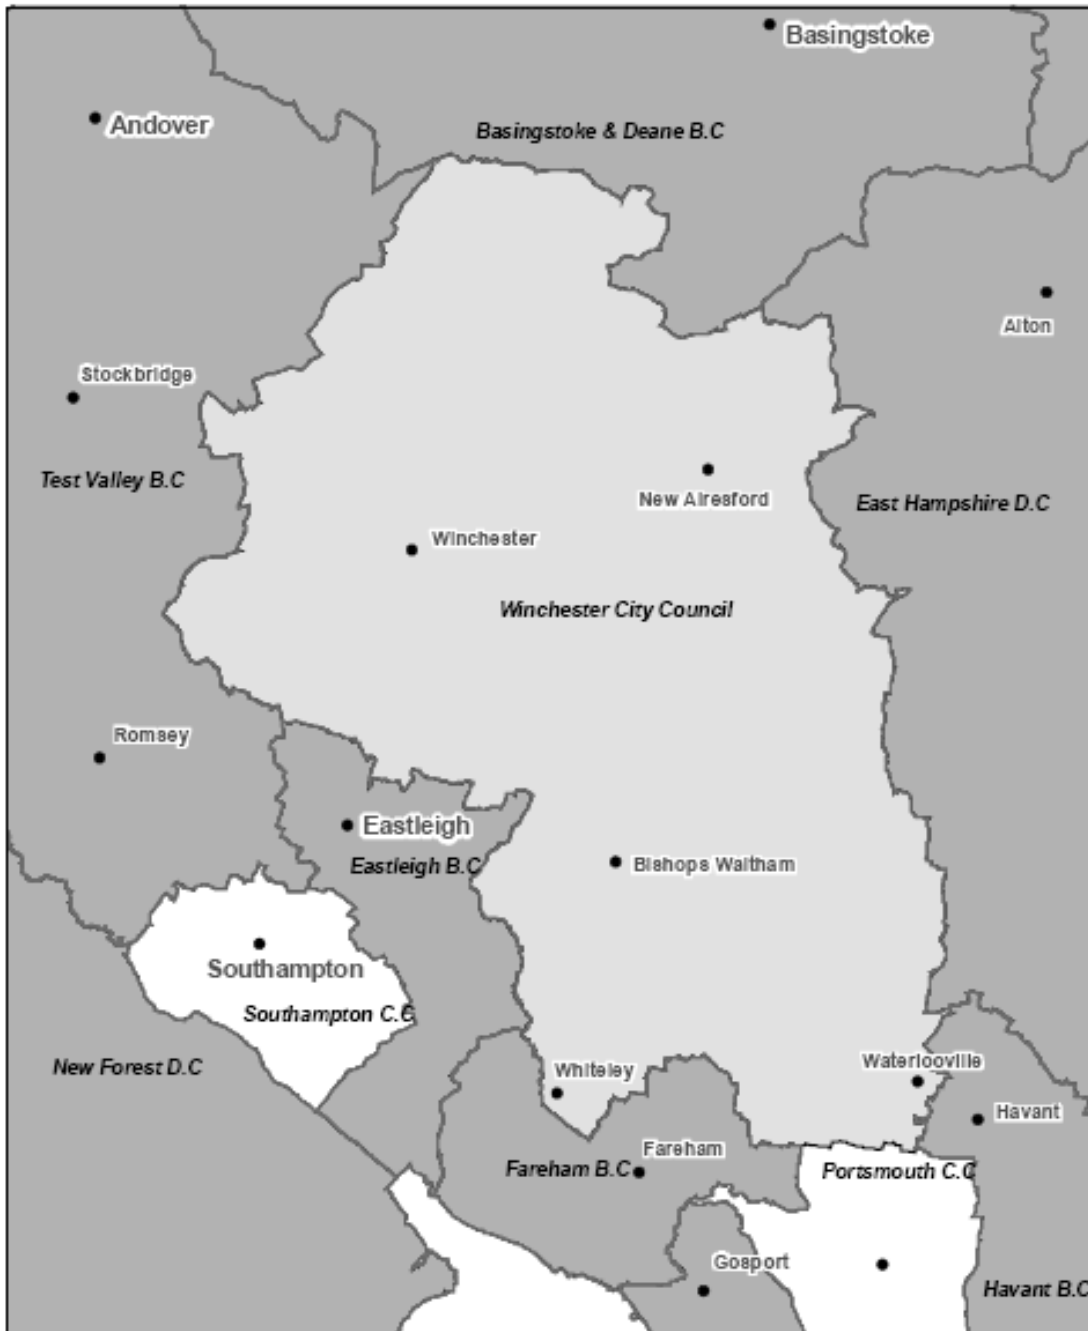 Basingstoke
Andover
Basingstoke & Deane B.C
Alton
Stockbridge
Test Valley B.C
New Alresford
East Hampshire D.C
Winchester
Winchester City Council
Romsey
Eastleigh
Eastleigh B.C
Bishops Waltham
Southampton
Southampton C.C
New Forest D.C
Whiteley
Waterlooville
Havant
Fareham
Fareham B.C
Portsmouth C.C
Gosport
Havant B.C